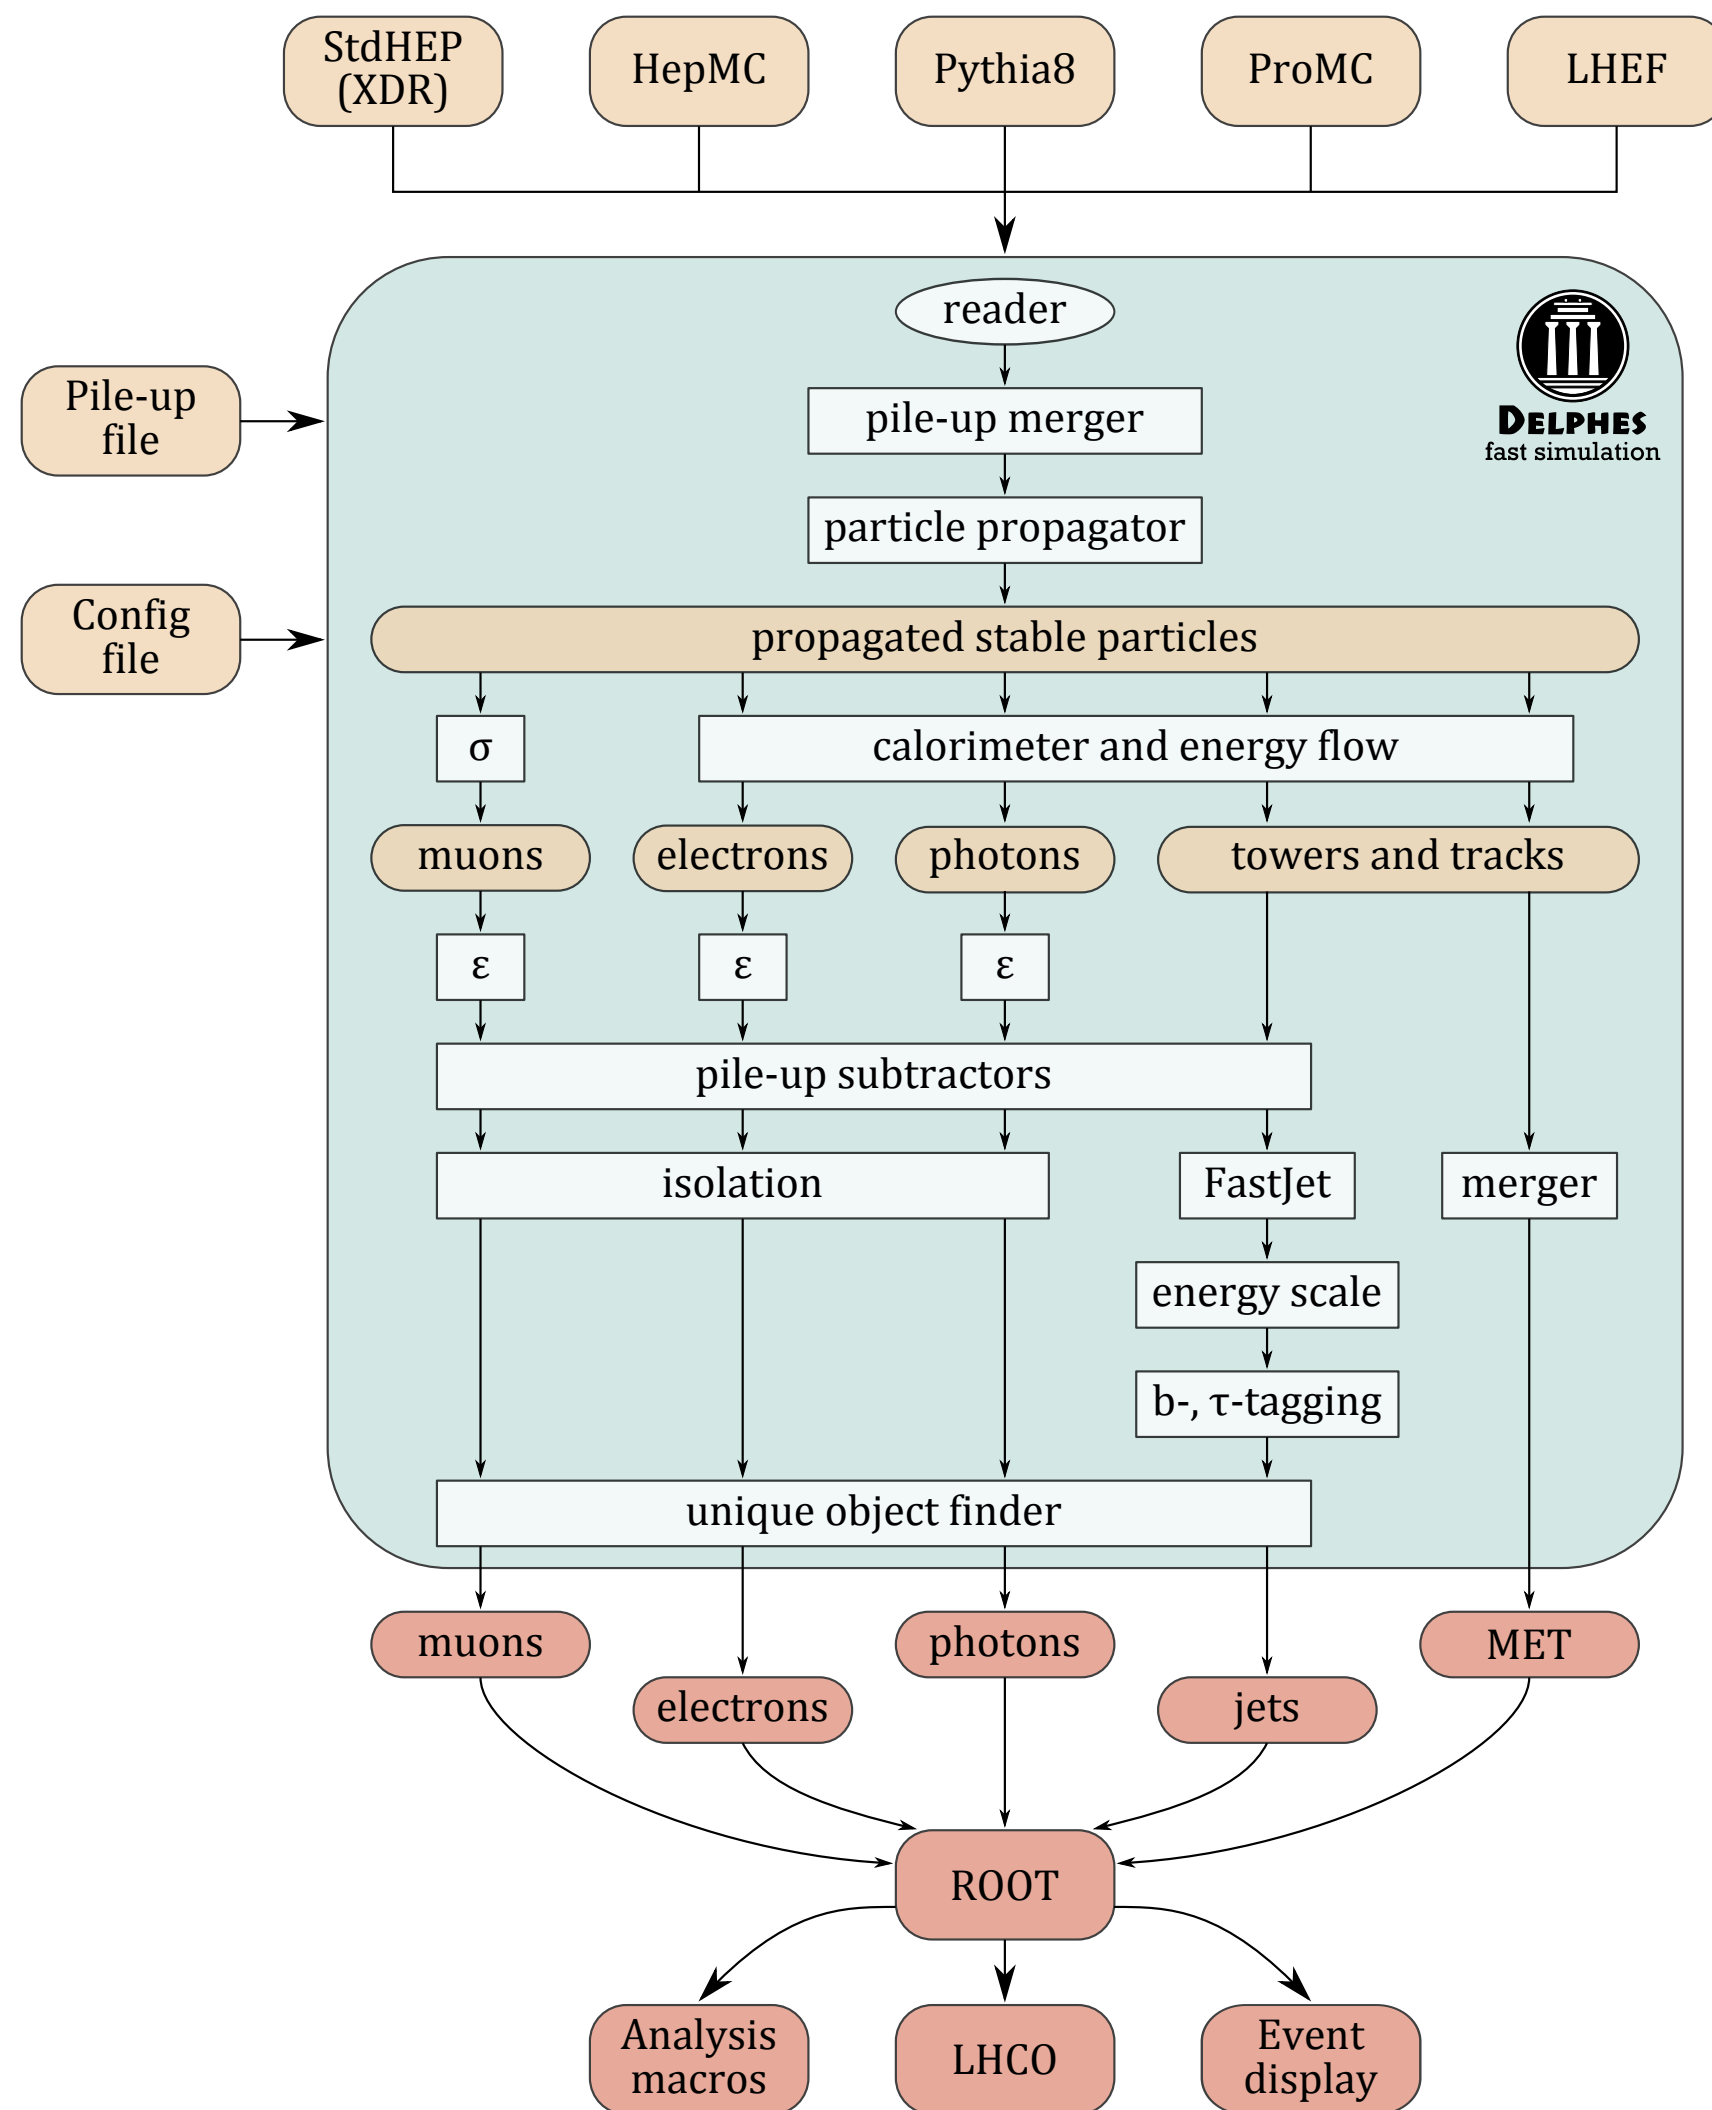 StdHEP
(XDR)
HepMC
Pythia8
ProMC
LHEF
reader
DELPHES
fast simulation
Pile-up
file
pile-up merger
particle propagator
Config
file
propagated stable particles
σ
calorimeter and energy flow
muons
electrons
photons
towers and tracks
ε
ε
ε
pile-up subtractors
isolation
FastJet
merger
energy scale
b-, τ-tagging
unique object finder
muons
photons
MET
electrons
jets
ROOT
Analysis
macros
LHCO
Event
display